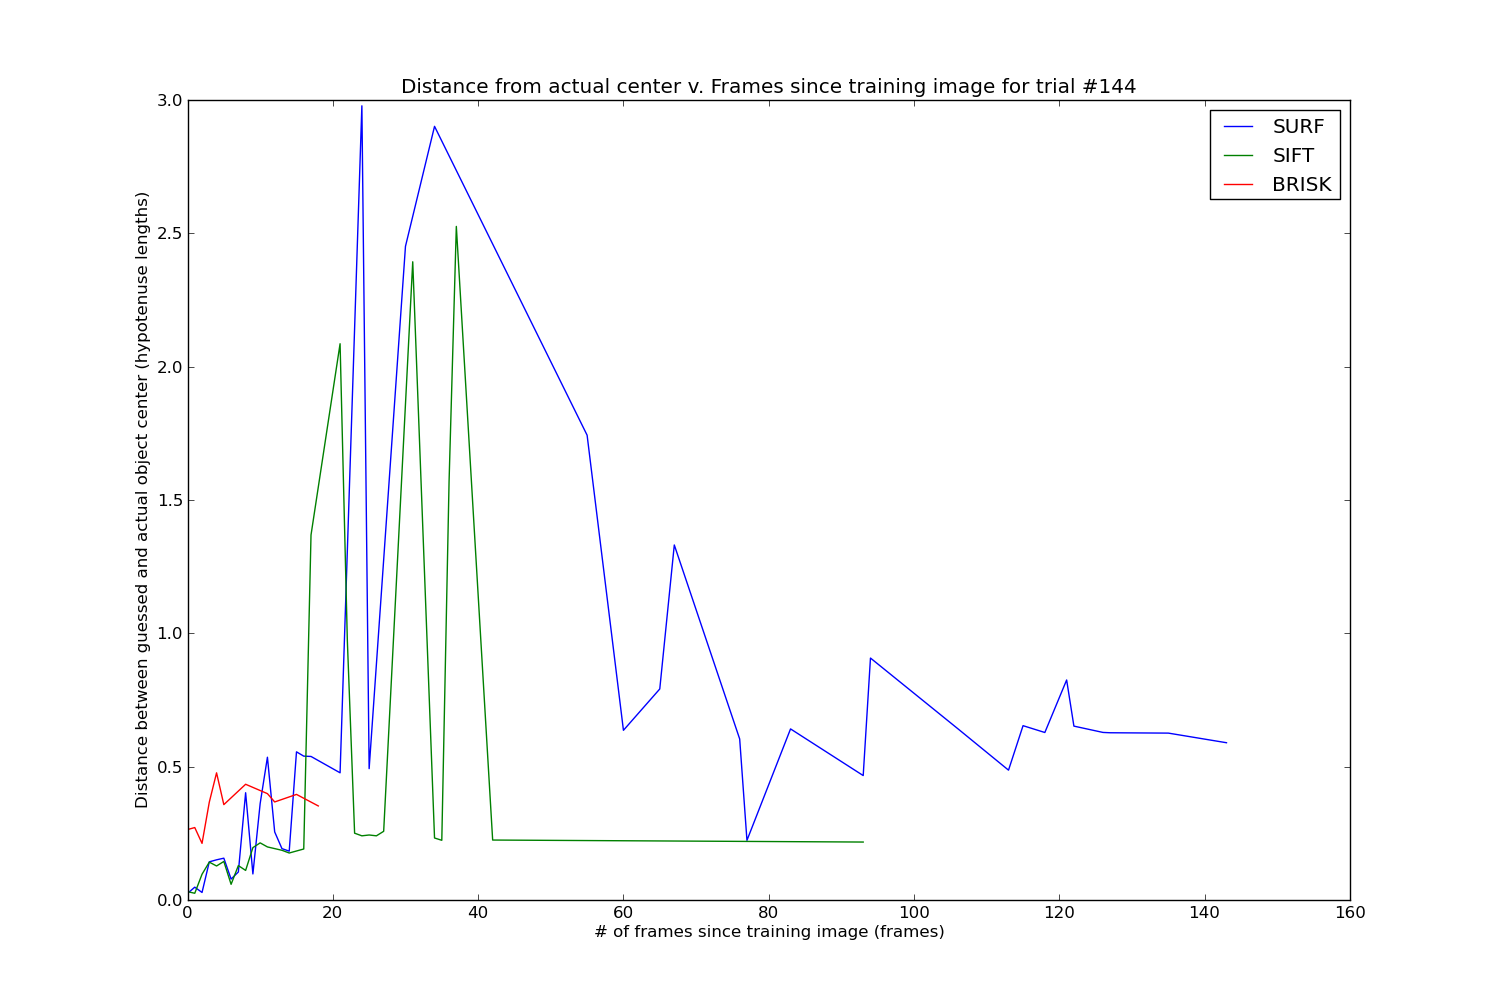 Distance from actual center v. Frames since training image for trial #144
SURF
SIFT
BRISK
Distance between guessed and actual object center (hypotenuse lengths)
3.0
2.5
2.0
1.5
1.0
0.5
0.0
0 20 40 60 80 100 120 140 160
# of frames since training image (frames)